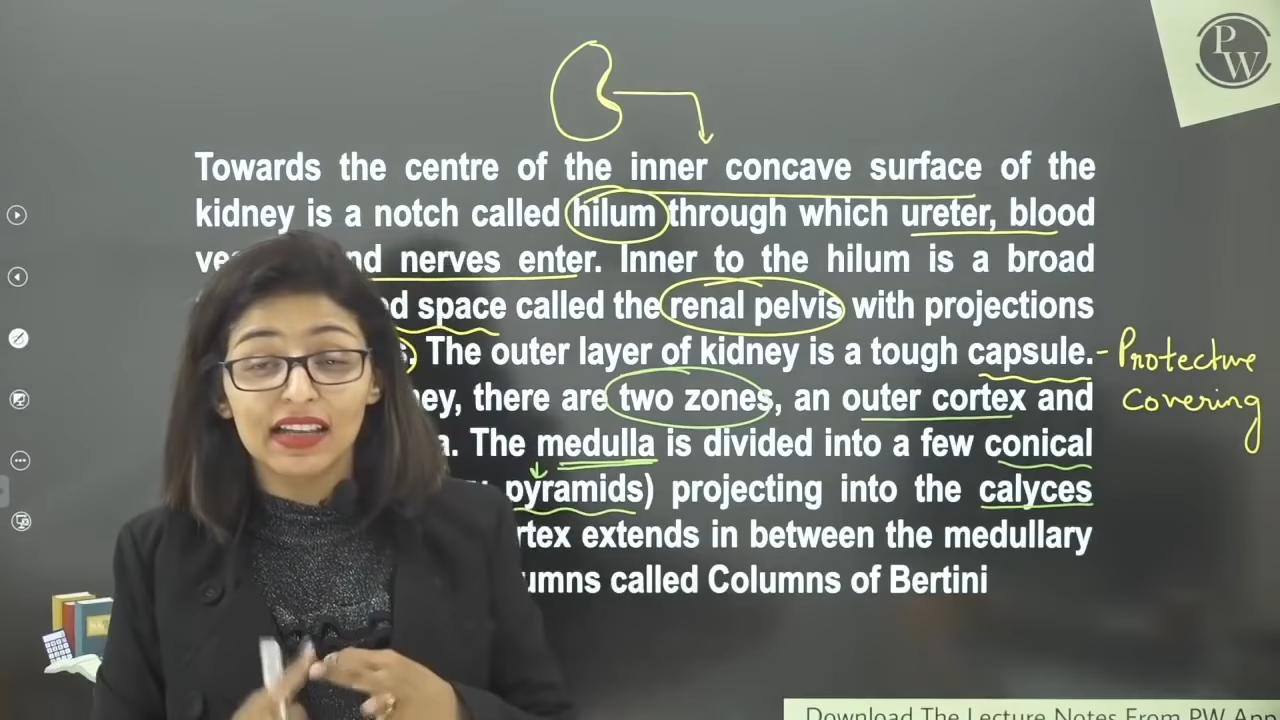 PW
Towards the centre of the inner concave surface of the
kidney is a notch called hilum through which ureter, blood
nerves enter. Inner to the hilum is a broad
space called the renal pelvis with projections
The outer layer of kidney is a tough capsule. - Protective
there are two zones, an outer cortex and Covering
The medulla is divided into a few conical
pyramids) projecting into the calyces
extends in between the medullary
called Columns of Bertini
Download The Lecture Notes From PW App